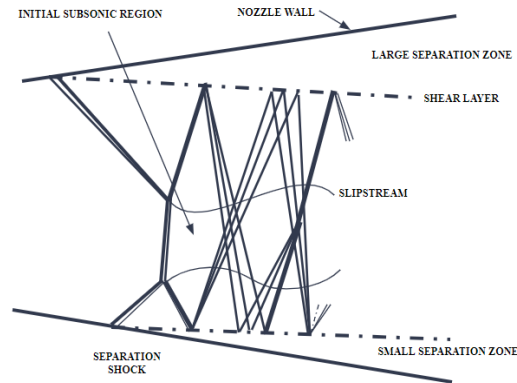 INITIAL SUBSONIC REGION
NOZZLE WALL
LARGE SEPARATION ZONE
SHEAR LAYER
SLIPSTREAM
SMALL SEPARATION ZONE
SEPARATION
SHOCK